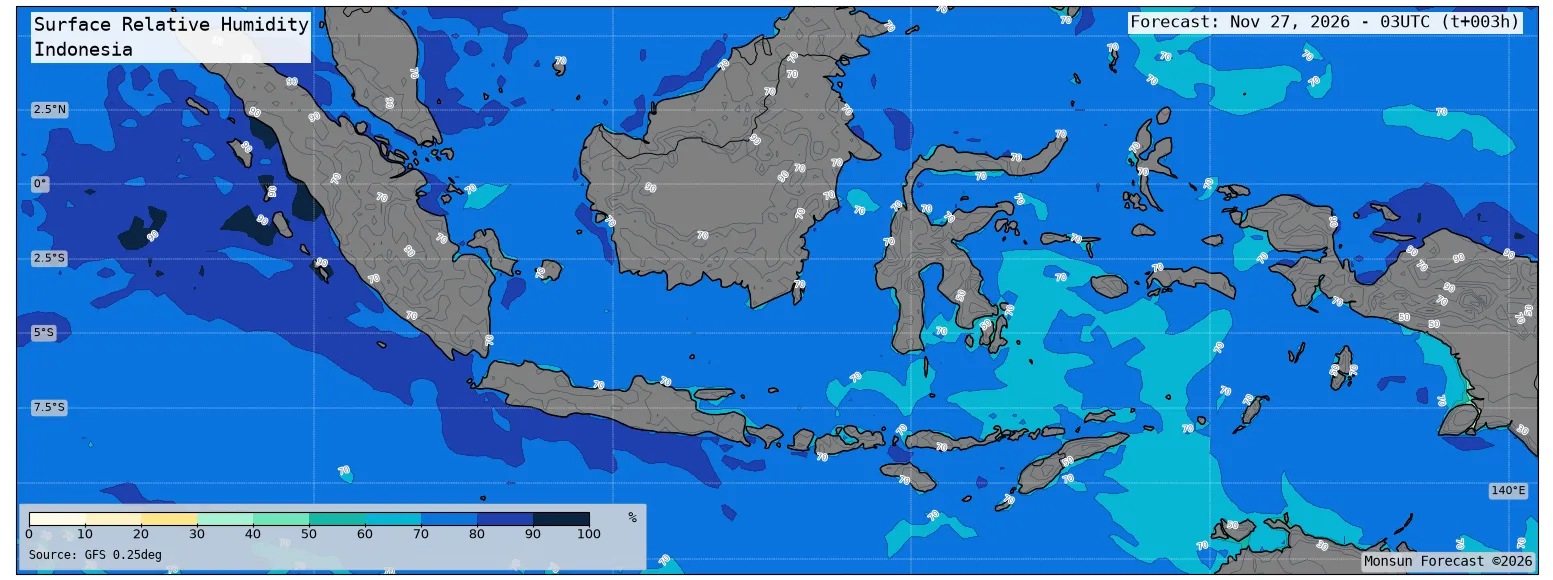 Surface Relative Humidity
Indonesia
Forecast: Nov 27, 2026 - 03UTC (t+003h)
2.5°N
0°
2.5°S
5°S
7.5°S
140°E
%
0 10 20 30 40 50 60 70 80 90 100
Source: GFS 0.25deg
Monsun Forecast ©2026